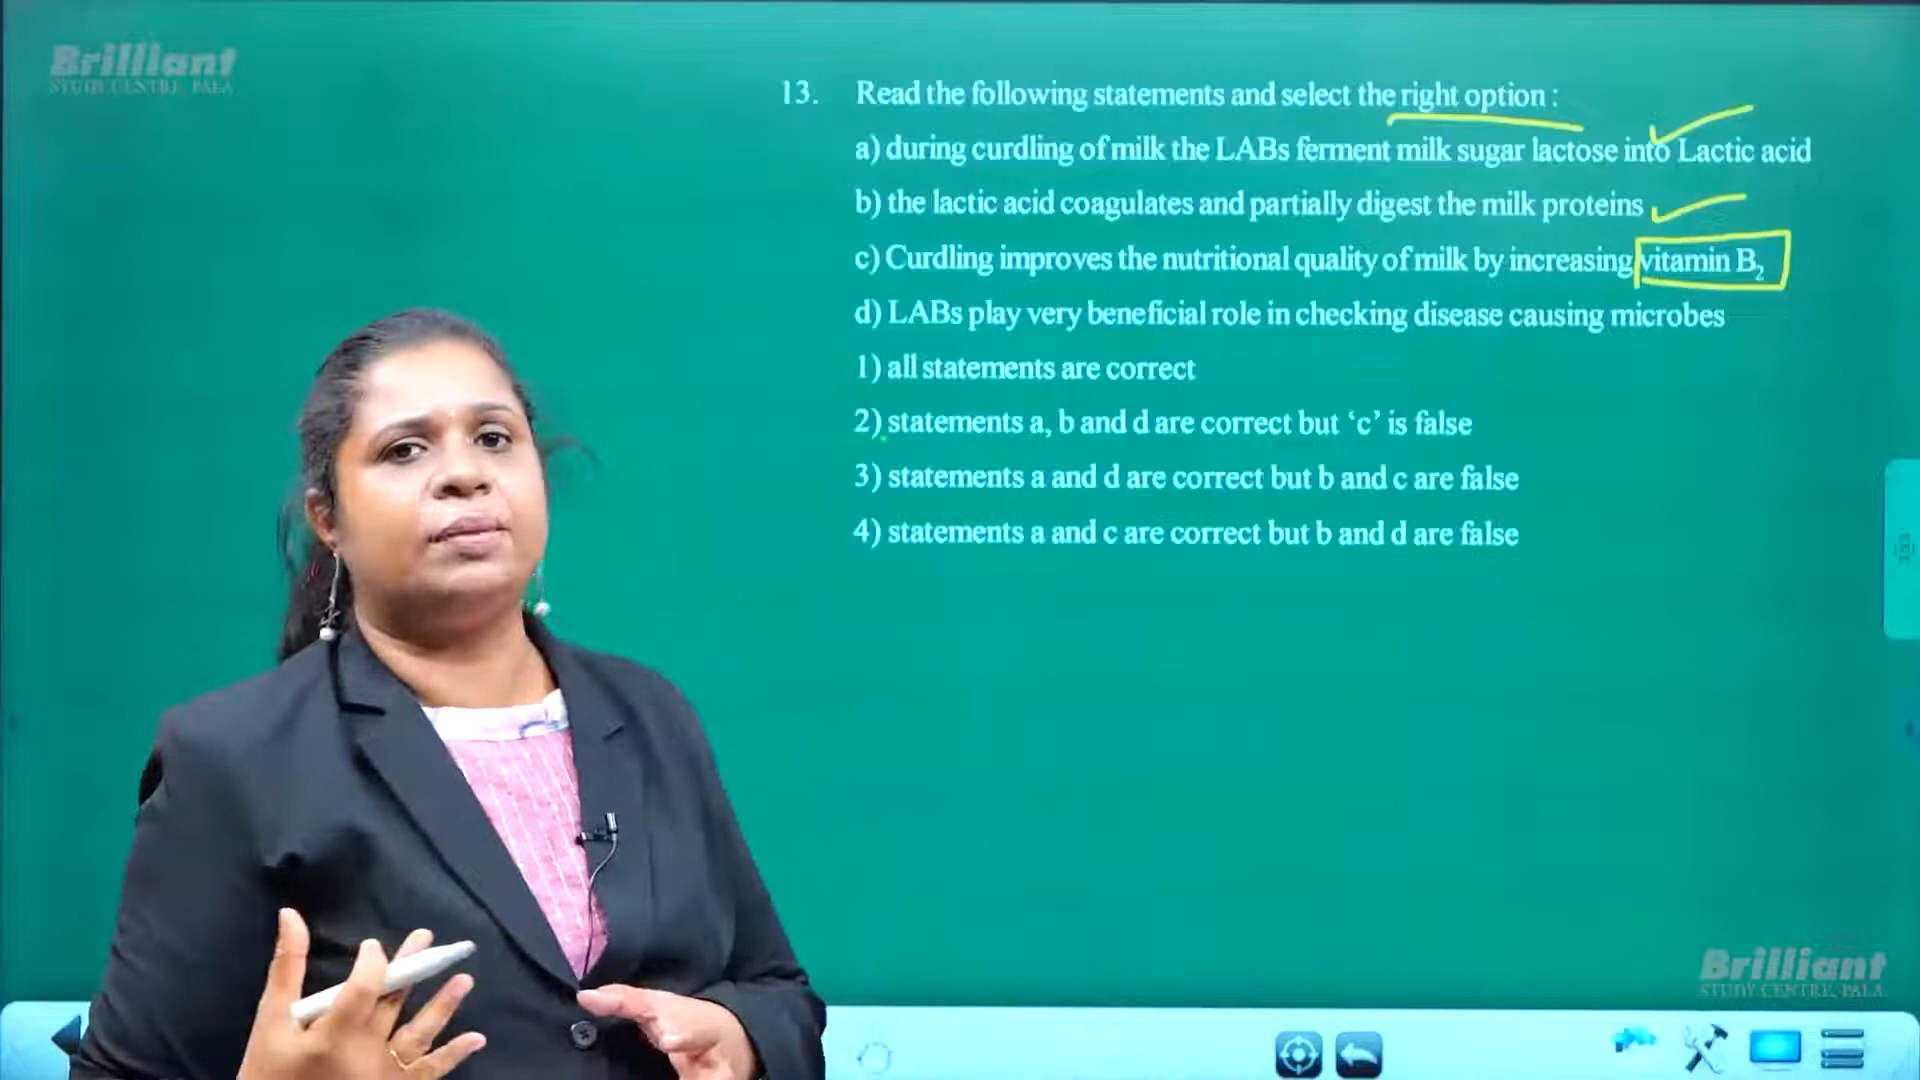 Brilliant
STUDY CENTRE, PALA
13. Read the following statements and select the right option :
a) during curdling of milk the LABs ferment milk sugar lactose into Lactic acid
b) the lactic acid coagulates and partially digest the milk proteins
c) Curdling improves the nutritional quality of milk by increasing vitamin B₂
d) LABs play very beneficial role in checking disease causing microbes
1) all statements are correct
2) statements a, b and d are correct but ‘c’ is false
3) statements a and d are correct but b and c are false
4) statements a and c are correct but b and d are false
Brilliant
STUDY CENTRE, PALA